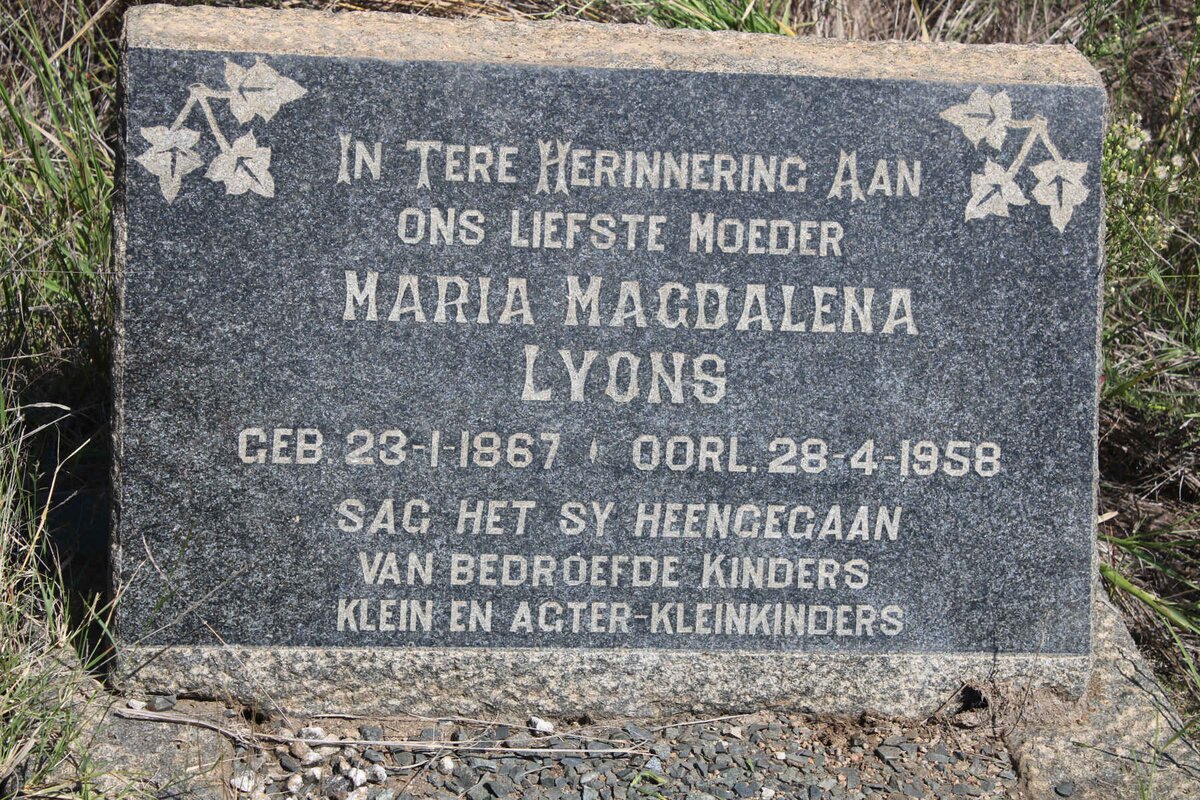 In Tere Herinnering Aan
ons liefste Moeder
Maria Magdalena
Lyons
GEB. 23-1-1867 OORL. 28-4-1958
SAG HET SY HEENGEGAAN
VAN BEDROEFDE KINDERS
KLEIN EN AGTER-KLEINKINDERS